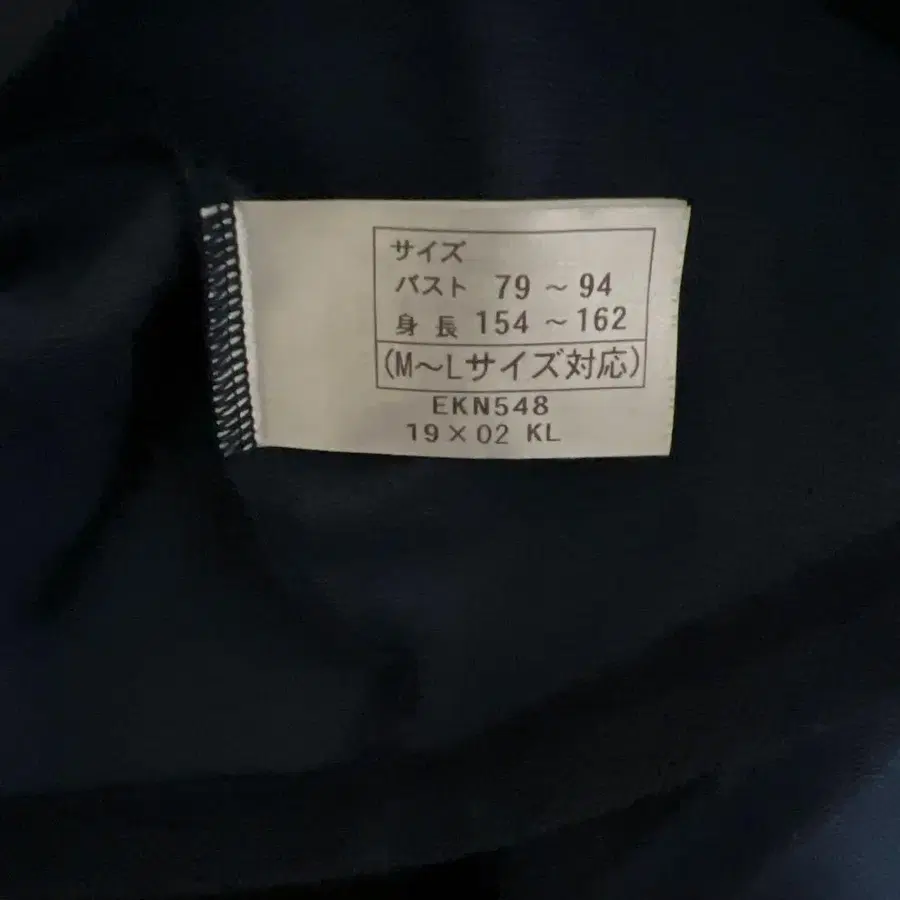 サイズ
バスト 79 ～ 94
身長 154 ～ 162
(M～Lサイズ対応)
EKN548
19 × 02 KL